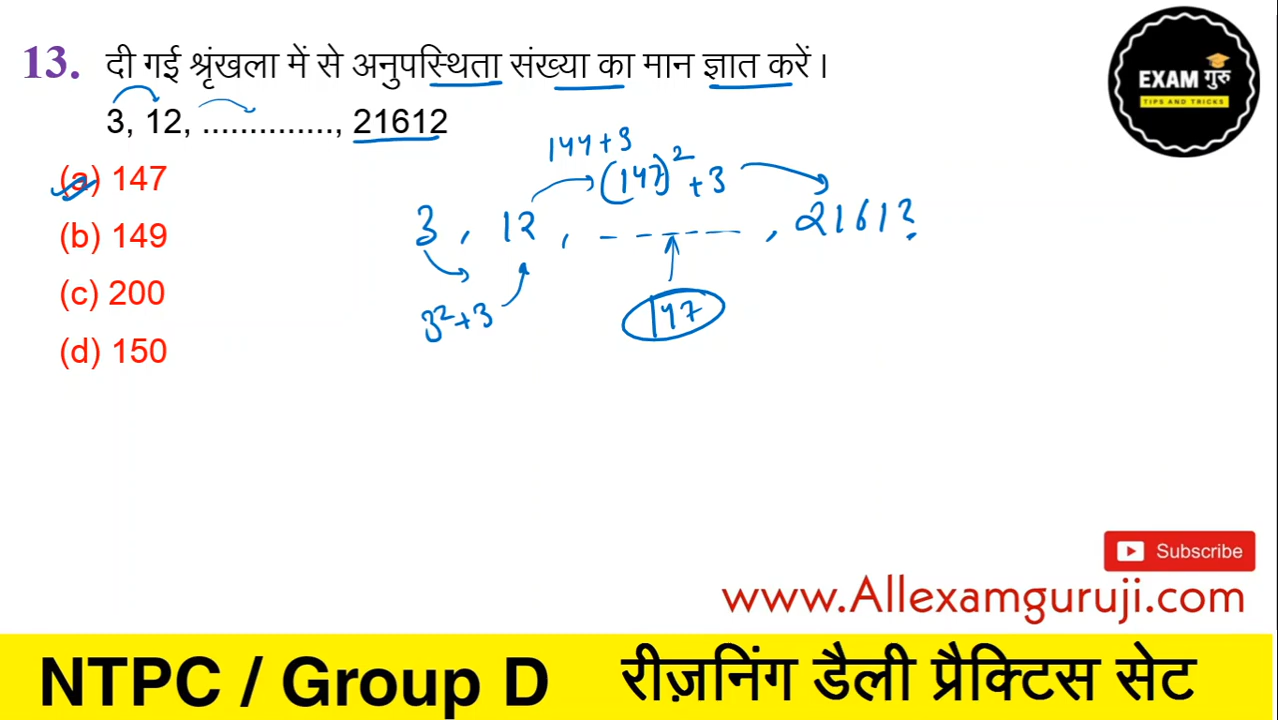 13. दी गई श्रृंखला में से अनुपस्थिता संख्या का मान ज्ञात करें।
EXAM गुरु
TIPS AND TRICKS
3, 12, .............., 21612
144+3
(a) 147
(147)² +3
3, 12, ------, 21612
(b) 149
(c) 200
3²+3
147
(d) 150
Subscribe
www.Allexamguruji.com
NTPC / Group D रीज़निंग डैली प्रैक्टिस सेट